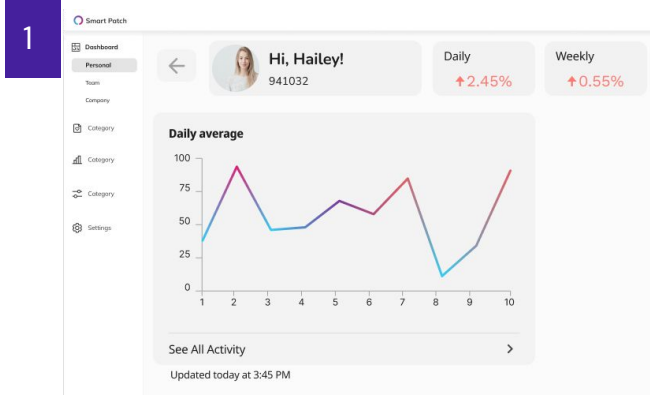 1
Smart Patch
Dashboard
Personal
Team
Company
Category
Category
Category
Settings
Hi, Hailey!
941032
Daily
2.45%
Weekly
0.55%
Daily average
100
75
50
25
0
1 2 3 4 5 6 7 8 9 10
See All Activity
Updated today at 3:45 PM